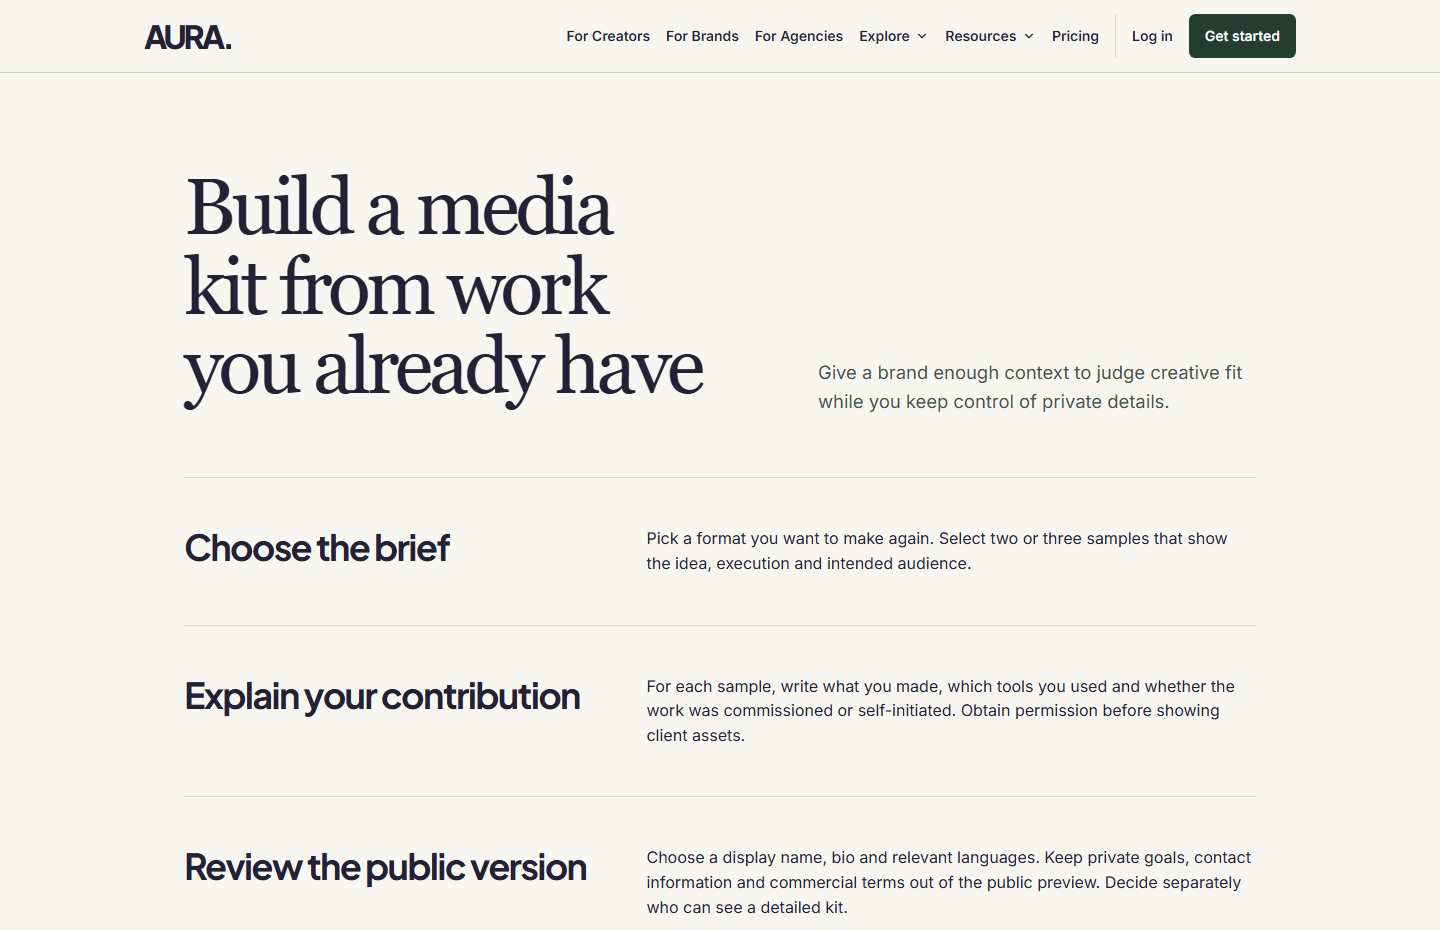 AURA.
For Creators For Brands For Agencies Explore Resources Pricing Log in Get started
Build a media
kit from work
you already have
Give a brand enough context to judge creative fit
while you keep control of private details.
Choose the brief
Pick a format you want to make again. Select two or three samples that show
the idea, execution and intended audience.
Explain your contribution
For each sample, write what you made, which tools you used and whether the
work was commissioned or self-initiated. Obtain permission before showing
client assets.
Review the public version
Choose a display name, bio and relevant languages. Keep private goals, contact
information and commercial terms out of the public preview. Decide separately
who can see a detailed kit.